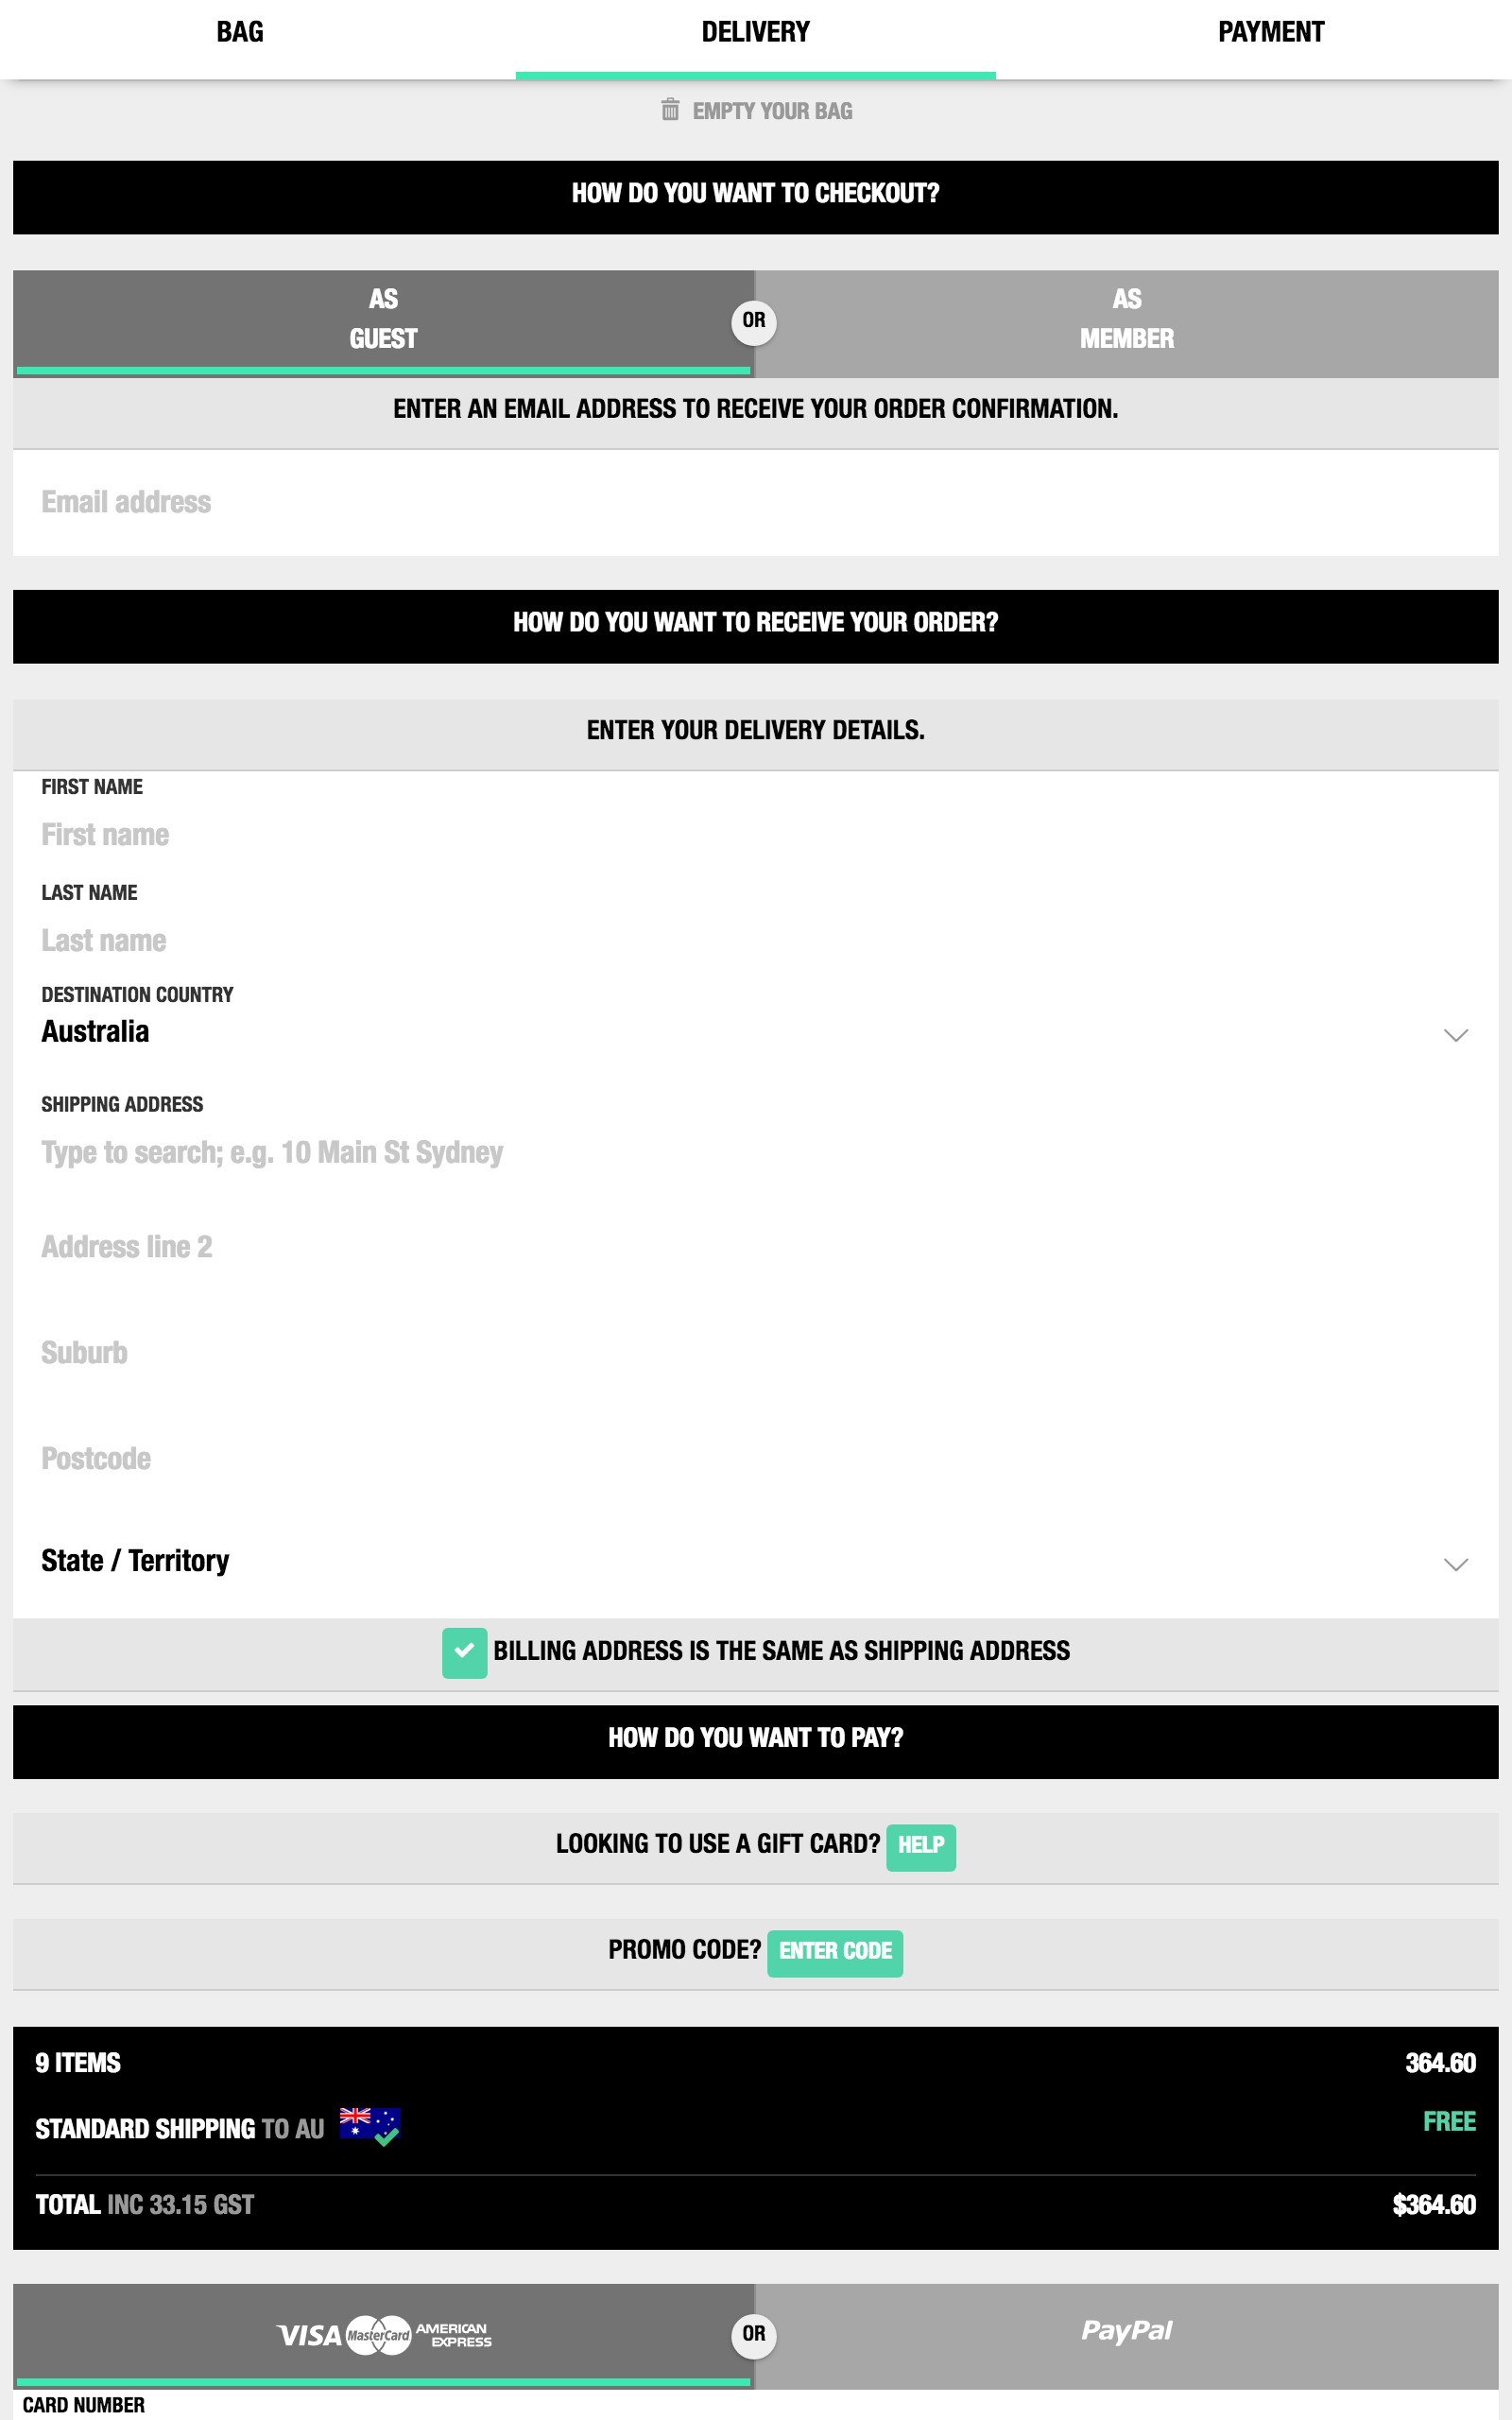 BAG DELIVERY PAYMENT
EMPTY YOUR BAG
HOW DO YOU WANT TO CHECKOUT?
AS
GUEST
OR
AS
MEMBER
ENTER AN EMAIL ADDRESS TO RECEIVE YOUR ORDER CONFIRMATION.
Email address
HOW DO YOU WANT TO RECEIVE YOUR ORDER?
ENTER YOUR DELIVERY DETAILS.
FIRST NAME
First name
LAST NAME
Last name
DESTINATION COUNTRY
Australia
SHIPPING ADDRESS
Type to search; e.g. 10 Main St Sydney
Address line 2
Suburb
Postcode
State / Territory
BILLING ADDRESS IS THE SAME AS SHIPPING ADDRESS
HOW DO YOU WANT TO PAY?
LOOKING TO USE A GIFT CARD? HELP
PROMO CODE? ENTER CODE
9 ITEMS 364.60
STANDARD SHIPPING TO AU FREE
TOTAL INC 33.15 GST $364.60
VISA MasterCard AMERICAN EXPRESS
OR
PayPal
CARD NUMBER